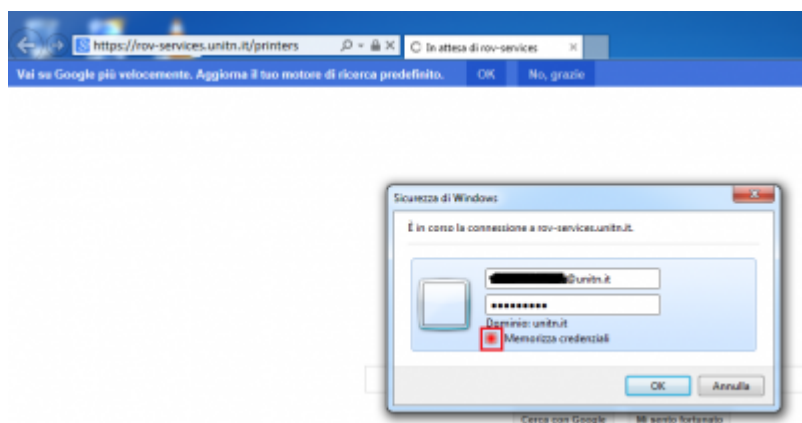 https://rov-services.unitn.it/printers
In attesa di rov-services
Vai su Google più velocemente. Aggiorna il tuo motore di ricerca predefinito. OK No, grazie
Sicurezza di Windows
È in corso la connessione a rov-services.unitn.it.
@unitn.it
Dominio: unitn.it
Memorizza credenziali
OK Annulla
Cerca con Google Mi sento fortunato